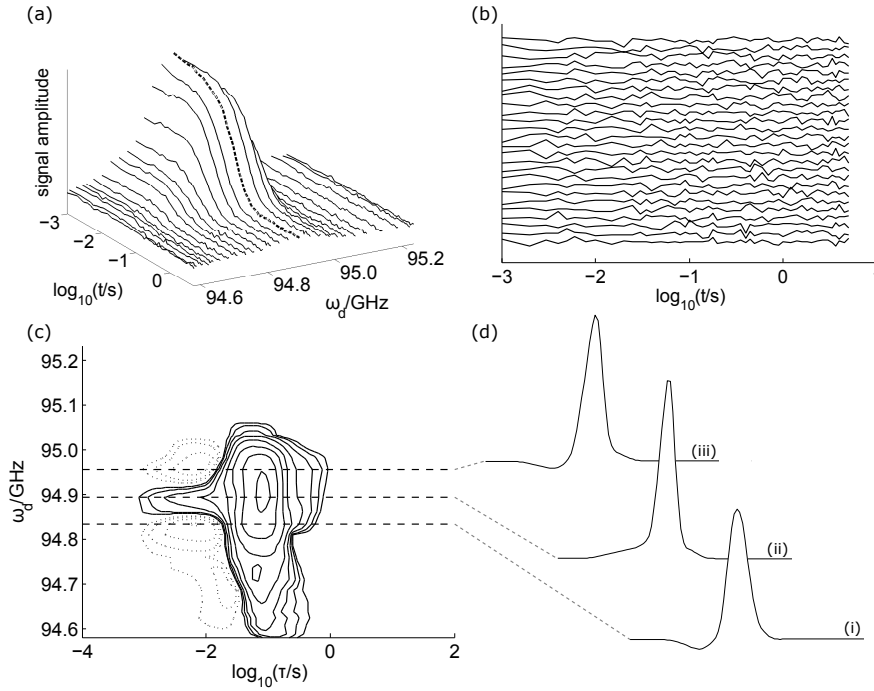 (a)
signal amplitude
−3
−2
−1
0
log10(t/s)
94.6
94.8
95.0
95.2
ωd/GHz
(b)
−3
−2
−1
0
log10(t/s)
(c)
95.2
95.1
95.0
94.9
94.8
94.7
94.6
ωd/GHz
−4
−2
0
2
log10(τ/s)
(d)
(iii)
(ii)
(i)